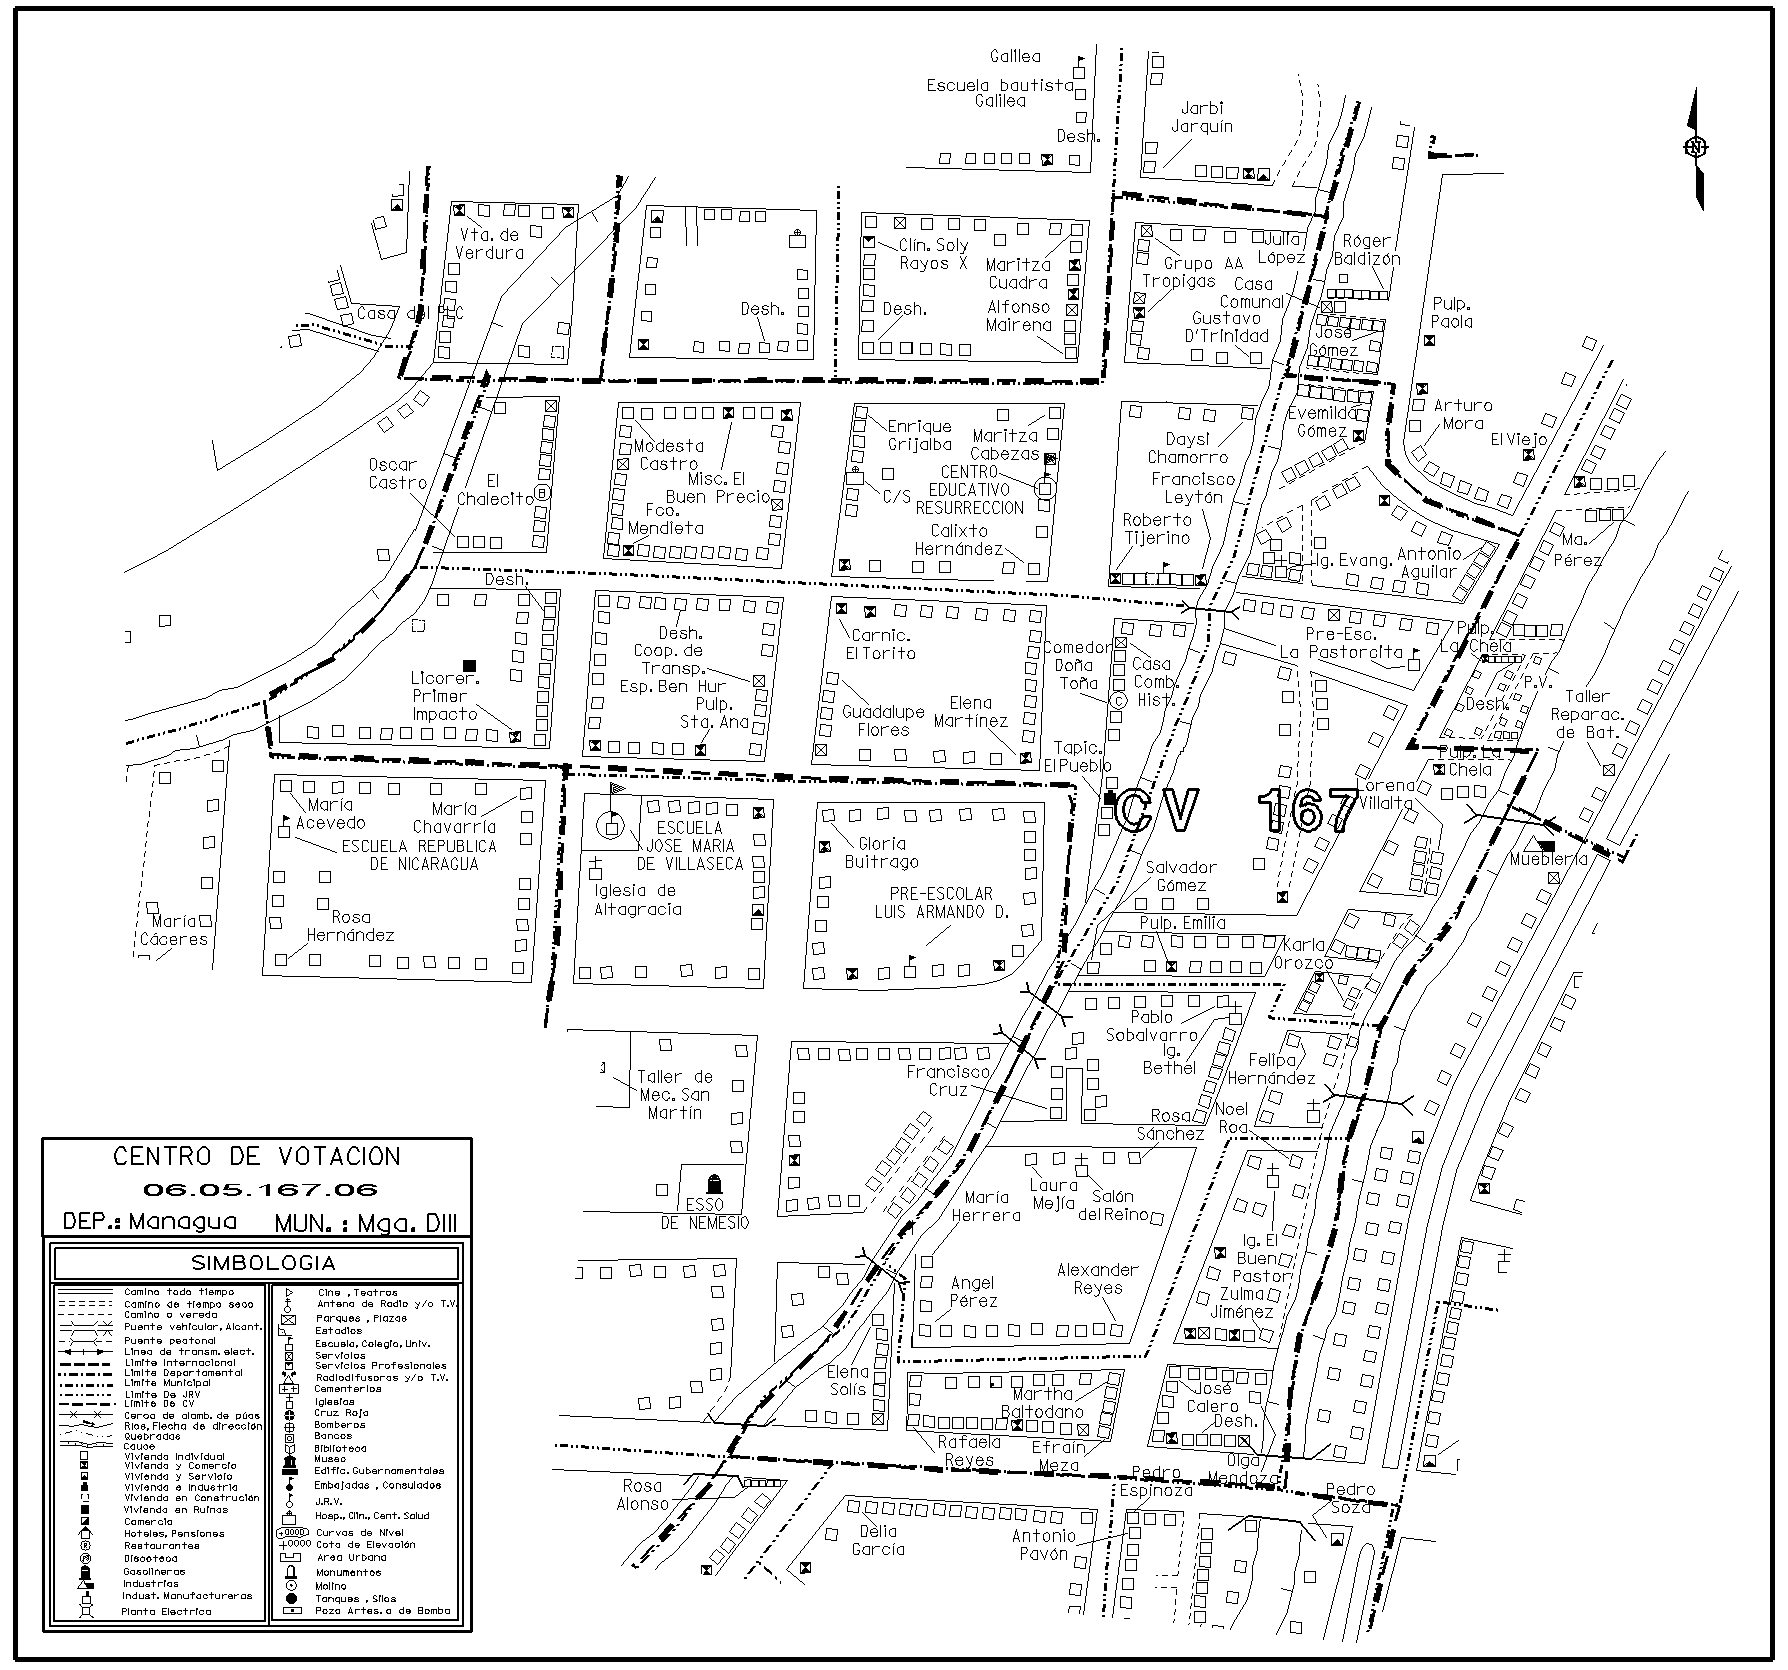 Galilea
Escuela bautista
Galilea
Desh.
Jarbi
Jarquín
N
Vta. de
Verdura
Casa del PLC
Desh.
Clín. Soly
Rayos X
Maritza
Cuadra
Desh.
Alfonso
Mairena
Julia
López
Grupo AA
Tropigas
Casa
Comunal
Gustavo
D'Trinidad
Róger
Baldizón
José
Gómez
Pulp.
Paola
Evemilda
Gómez
Arturo
Mora
El Viejo
Oscar
Castro
El
Chalecito
R
Modesta
Castro
Misc. El
Buen Precio
Fco.
Mendieta
Enrique
Grijalba
Maritza
Cabezas
C/S
CENTRO
EDUCATIVO
RESURRECCION
Calixto
Hernández
Daysi
Chamorro
Francisco
Leytón
Roberto
Tijerino
Ig. Evang.
Antonio
Aguilar
Ma.
Pérez
Desh.
Licorer.
Primer
Impacto
Desh.
Coop. de
Transp.
Esp. Ben Hur
Pulp.
Sta. Ana
Carnic.
El Torito
Guadalupe
Flores
Elena
Martínez
Comedor
Doña
Toña
C
Casa
Comb.
Hist.
Pre-Esc.
La Pastorcita
Pulp.
La Chela
P.V.
Desh.
Taller
Reparac.
de Bat.
Pulp. La
Chela
Tapic.
El Pueblo
CV 167
Lorena
Villalta
Mueblería
María
Acevedo
María
Chavarría
ESCUELA REPUBLICA
DE NICARAGUA
Rosa
Hernández
María
Cáceres
ESCUELA
JOSE MARIA
DE VILLASECA
Iglesia de
Altagracia
Gloria
Buitrago
PRE-ESCOLAR
LUIS ARMANDO D.
Salvador
Gómez
Pulp. Emilia
Karla
Orozco
Pablo
Sobalvarro
Ig.
Bethel
Felipa
Hernández
Taller de
Mec. San
Martín
Francisco
Cruz
Rosa
Sánchez
Noel
Roa
ESSO
DE NEMESIO
María
Herrera
Laura
Mejía
Salón
del Reino
Ig. El
Buen
Pastor
Zulma
Jiménez
Angel
Pérez
Alexander
Reyes
Elena
Solís
Martha
Baltodano
José
Calero
Desh.
Rafaela
Reyes
Efraín
Meza
Olga
Mendoza
Rosa
Alonso
Pedro
Espinoza
Pedro
Soza
Delia
García
Antonio
Pavón
CENTRO DE VOTACION
06.05.167.06
DEP.: Managua MUN. : Mga. DIII
SIMBOLOGIA
Camino todo tiempo
Camino de tiempo seco
Camino o vereda
Puente vehicular, Alcant.
Puente peatonal
Linea de transm. elect.
Limite Internacional
Limite Departamental
Limite Municipal
Limite De JRV
Limite De CV
Cerca de alamb. de púas
Rios, Flecha de dirección
Quebradas
Cauce
Vivienda Individual
Vivienda y Comercio
Vivienda y Servicio
Vivienda e Industria
Vivienda en Construción
Vivienda en Ruinas
Comercio
Hoteles, Pensiones
Restaurantes
Discoteca
Gasolineras
Industrias
Indust. Manufactureras
Planta Electrica
Cine , Teatros
Antena de Radio y/o T.V.
Parques , Plazas
Estadios
Escuela, Colegio, Univ.
Servicios
Servicios Profesionales
Radiodifusoras y/o T.V.
Cementerios
Iglesias
Cruz Roja
Bomberos
Bancos
Biblioteca
Museo
Edific. Gubernamentales
Embajadas , Consulados
J.R.V.
Hosp., Clin., Cent. Salud
Curvas de Nivel
Cota de Elevación
Area Urbana
Monumentos
Molino
Tanques , Silos
Pozo Artes. o de Bomba